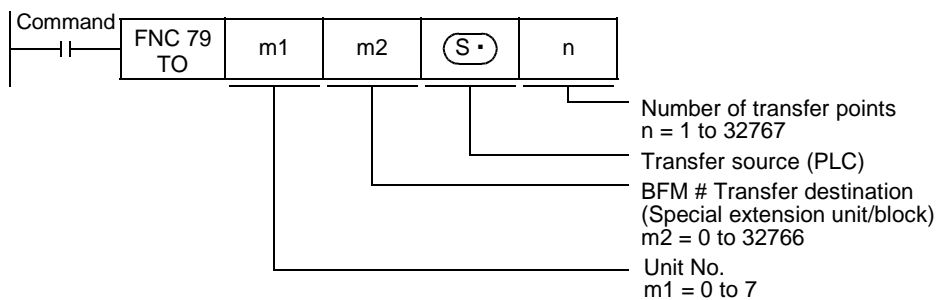 Command
FNC 79
TO
m1
m2
S·
n
Number of transfer points
n = 1 to 32767
Transfer source (PLC)
BFM # Transfer destination
(Special extension unit/block)
m2 = 0 to 32766
Unit No.
m1 = 0 to 7